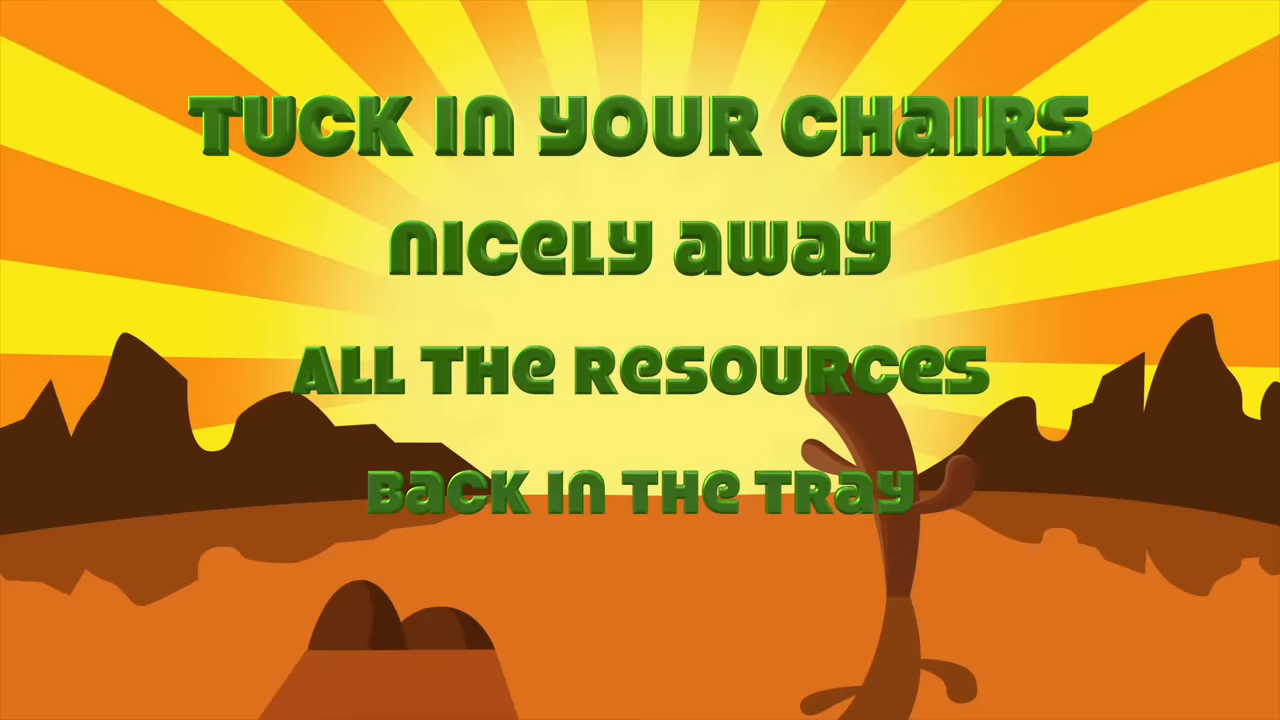 TUCK IN YOUR CHAIRS
NICELY AWAY
ALL THE RESOURCES
BACK IN THE TRAY